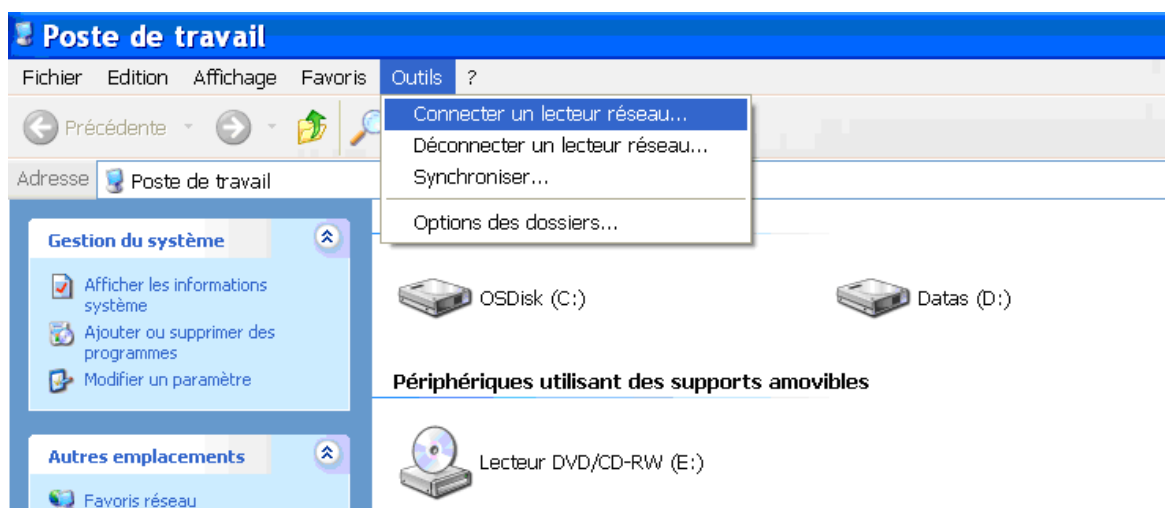 Poste de travail
Fichier Edition Affichage Favoris Outils ?
Connecter un lecteur réseau...
Précédente
Déconnecter un lecteur réseau...
Adresse Poste de travail
Synchroniser...
Options des dossiers...
Gestion du système
Afficher les informations
système
Ajouter ou supprimer des
programmes
Modifier un paramètre
Autres emplacements
Favoris réseau
OSDisk (C:)
Datas (D:)
Périphériques utilisant des supports amovibles
Lecteur DVD/CD-RW (E:)